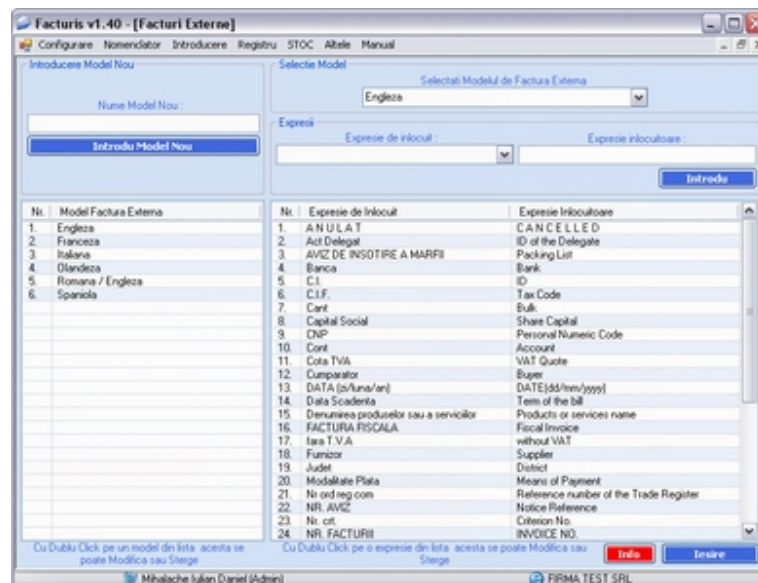 Facturis v1.40 - [Facturi Externe]
Configurare Nomenclator Introducere Registru STOC Altele Manual
Introducere Model Nou
Nume Model Nou :
Introdu Model Nou
Selectie Model
Selectati Modelul de Factura Externa
Engleza
Expresii
Expresie de inlocuit :
Expresie inlocuitoare :
Introdu
Nr. Model Factura Externa
1. Engleza
2. Franceza
3. Italiana
4. Olandeza
5. Romana / Engleza
6. Spaniola
Nr. Expresie de Inlocuit Expresie Inlocuitoare
1. A N U L A T C A N C E L L E D
2. Act Delegat ID of the Delegate
3. AVIZ DE INSOTIRE A MARFII Packing List
4. Banca Bank
5. C.I. ID
6. C.I.F. Tax Code
7. Cant Bulk
8. Capital Social Share Capital
9. CNP Personal Numeric Code
10. Cont Account
11. Cota TVA VAT Quote
12. Cumparator Buyer
13. DATA (zi/luna/an) DATE(dd/mm/yyyy)
14. Data Scadenta Term of the bill
15. Denumirea produselor sau a serviciilor Products or services name
16. FACTURA FISCALA Fiscal Invoice
17. fara T.V.A without VAT
18. Furnizor Supplier
19. Judet District
20. Modalitate Plata Means of Payment
21. Nr ord reg com Reference number of the Trade Register
22. NR. AVIZ Notice Reference
23. Nr. crt. Criterion No.
24. NR. FACTURII INVOICE NO.
Cu Dublu Click pe un model din lista acesta se
poate Modifica sau Sterge
Cu Dublu Click pe o expresie din lista acesta se poate Modifica sau
Sterge
Info
Iesire
Mihalache Iulian Daniel (Admin)
FIRMA TEST SRL